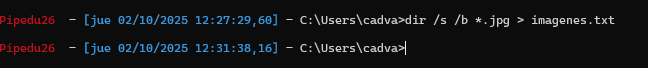 Pipedu26 - [jue 02/10/2025 12:27:29,60] - C:\Users\cadva>dir /s /b *.jpg > imagenes.txt
Pipedu26 - [jue 02/10/2025 12:31:38,16] - C:\Users\cadva>